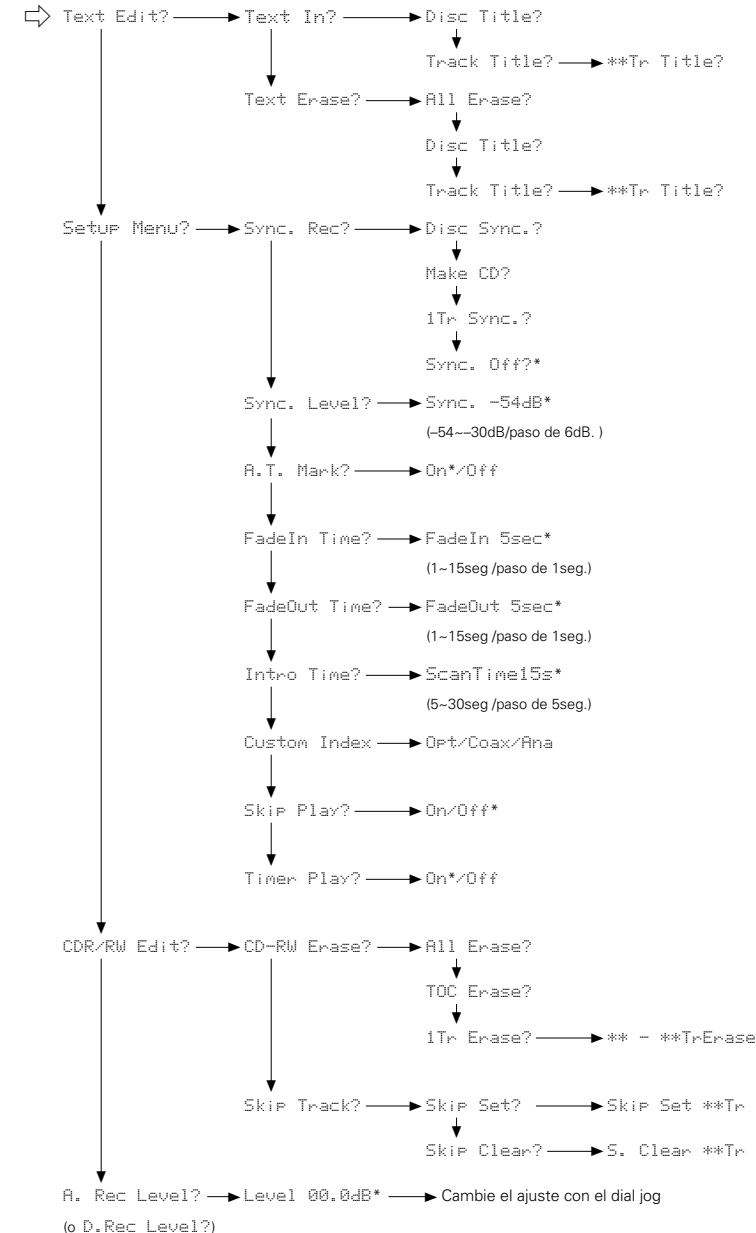 Text Edit? Text In? Disc Title?
Track Title? **Tr Title?
Text Erase? All Erase?
Disc Title?
Track Title? **Tr Title?
Setup Menu? Sync. Rec? Disc Sync.?
Make CD?
1Tr Sync.?
Sync. Off?*
Sync. Level? Sync. -54dB*
(–54~–30dB/paso de 6dB. )
A.T. Mark? On*/Off
FadeIn Time? FadeIn 5sec*
(1~15seg /paso de 1seg.)
FadeOut Time? FadeOut 5sec*
(1~15seg /paso de 1seg.)
Intro Time? ScanTime15s*
(5~30seg /paso de 5seg.)
Custom Index Opt/Coax/Ana
Skip Play? On/Off*
Timer Play? On*/Off
CDR/RW Edit? CD-RW Erase? All Erase?
TOC Erase?
1Tr Erase? ** - **TrErase
Skip Track? Skip Set? Skip Set **Tr
Skip Clear? S. Clear **Tr
A. Rec Level? Level 00.0dB* Cambie el ajuste con el dial jog
(o D.Rec Level?)